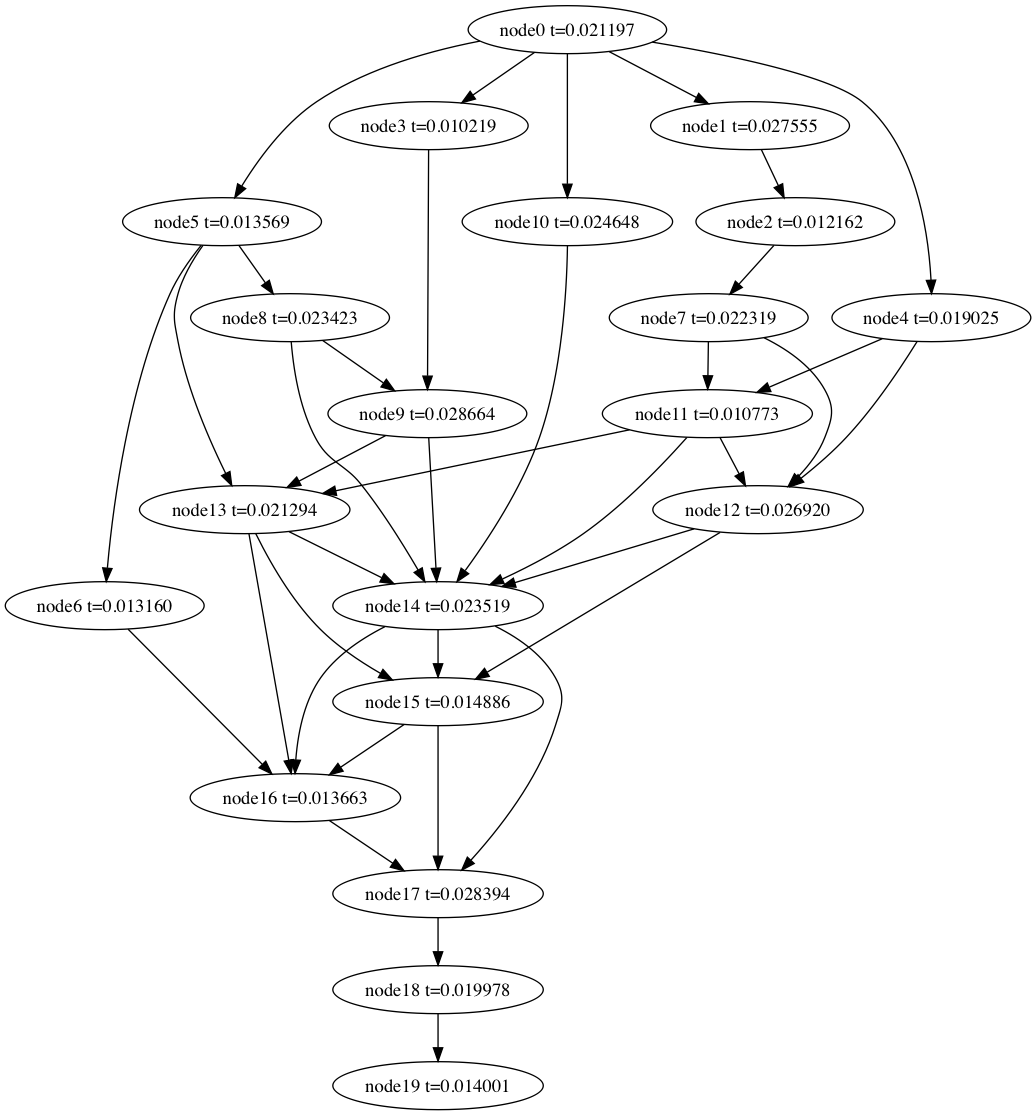 node0 t=0.021197
node3 t=0.010219
node1 t=0.027555
node5 t=0.013569
node10 t=0.024648
node2 t=0.012162
node8 t=0.023423
node7 t=0.022319
node4 t=0.019025
node9 t=0.028664
node11 t=0.010773
node13 t=0.021294
node12 t=0.026920
node6 t=0.013160
node14 t=0.023519
node15 t=0.014886
node16 t=0.013663
node17 t=0.028394
node18 t=0.019978
node19 t=0.014001